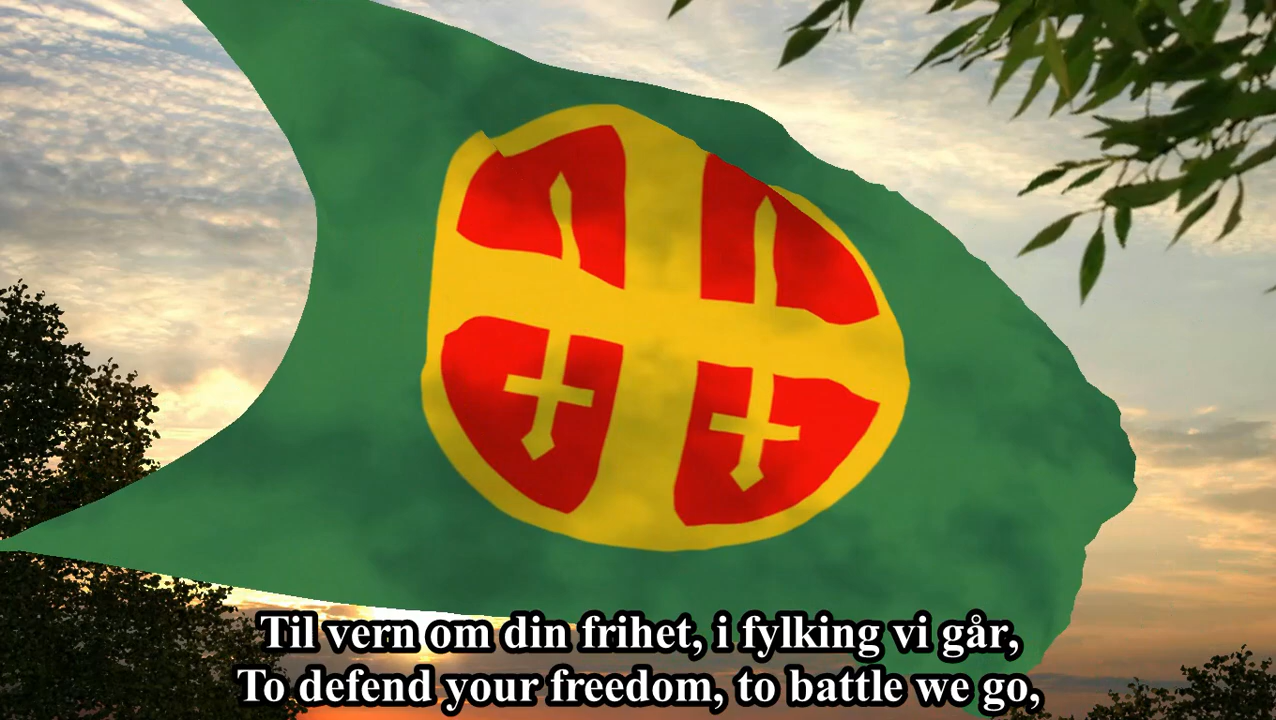 Til vern om din frihet, i fylking vi går,
To defend your freedom, to battle we go,